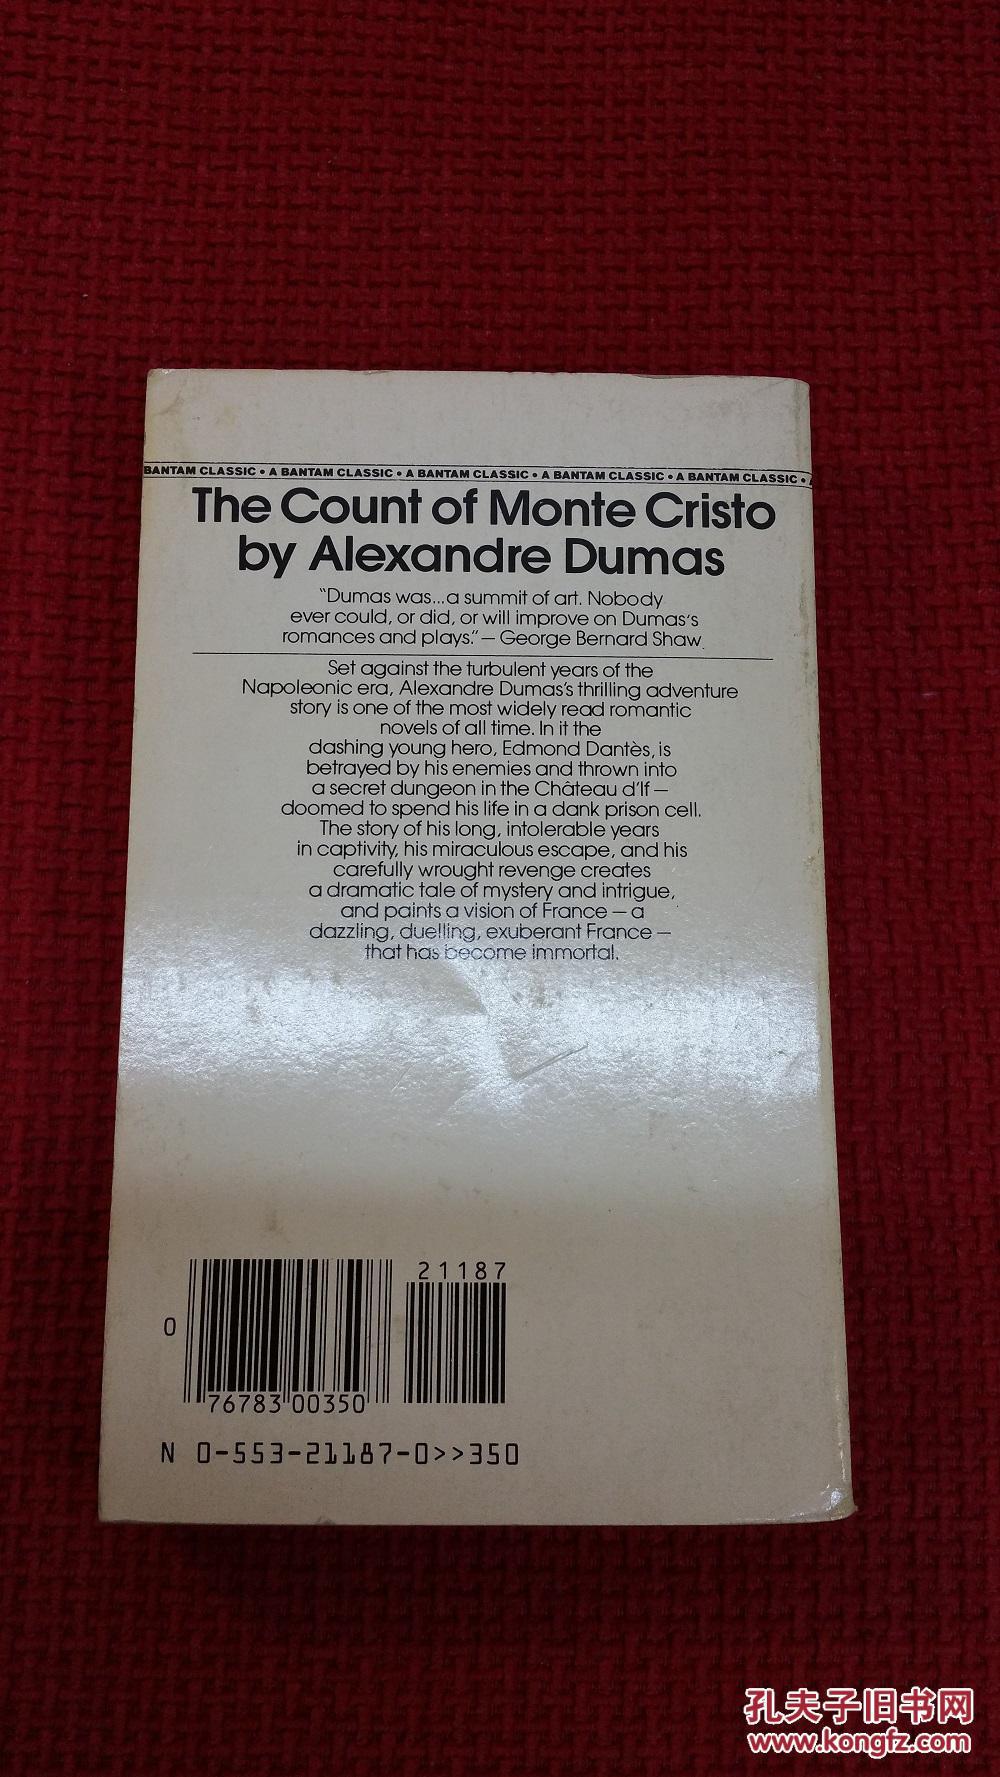 BANTAM CLASSIC • A BANTAM CLASSIC • A BANTAM CLASSIC • A BANTAM CLASSIC • A BANTAM CLASSIC •
The Count of Monte Cristo
by Alexandre Dumas
"Dumas was...a summit of art. Nobody
ever could, or did, or will improve on Dumas's
romances and plays." — George Bernard Shaw.
Set against the turbulent years of the
Napoleonic era, Alexandre Dumas's thrilling adventure
story is one of the most widely read romantic
novels of all time. In it the
dashing young hero, Edmond Dantès, is
betrayed by his enemies and thrown into
a secret dungeon in the Château d'If —
doomed to spend his life in a dank prison cell.
The story of his long, intolerable years
in captivity, his miraculous escape, and his
carefully wrought revenge creates
a dramatic tale of mystery and intrigue,
and paints a vision of France — a
dazzling, duelling, exuberant France —
that has become immortal.
21187
0
76783 00350
N 0-553-21187-0>>350
孔夫子旧书网
www.kongfz.com